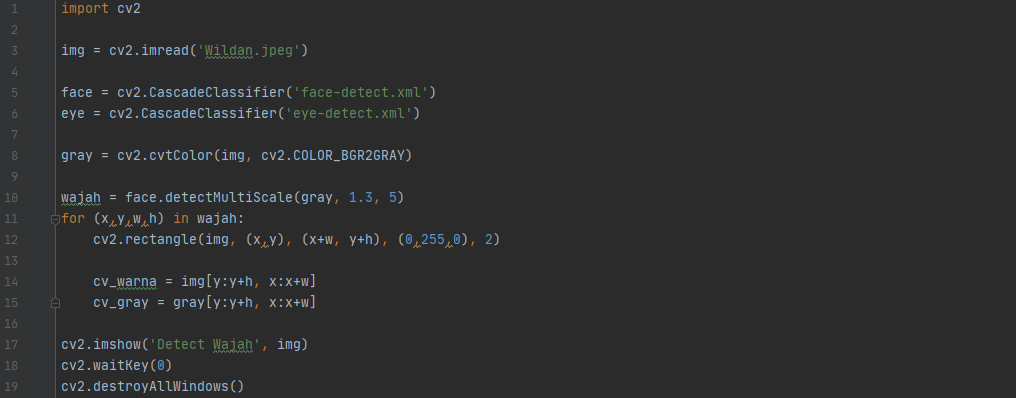 1 import cv2
2
3 img = cv2.imread('Wildan.jpeg')
4
5 face = cv2.CascadeClassifier('face-detect.xml')
6 eye = cv2.CascadeClassifier('eye-detect.xml')
7
8 gray = cv2.cvtColor(img, cv2.COLOR_BGR2GRAY)
9
10 wajah = face.detectMultiScale(gray, 1.3, 5)
11 for (x,y,w,h) in wajah:
12     cv2.rectangle(img, (x,y), (x+w, y+h), (0,255,0), 2)
13
14     cv_warna = img[y:y+h, x:x+w]
15     cv_gray = gray[y:y+h, x:x+w]
16
17 cv2.imshow('Detect Wajah', img)
18 cv2.waitKey(0)
19 cv2.destroyAllWindows()